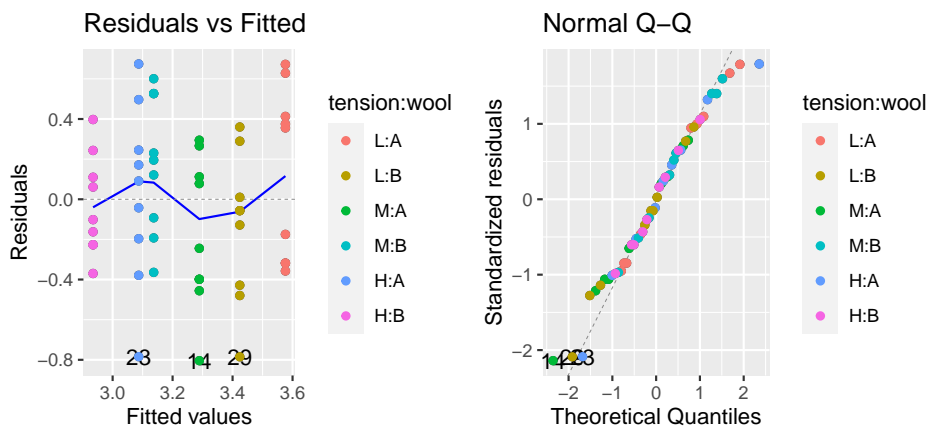 Residuals vs Fitted
Residuals
0.4
0.0
−0.4
−0.8
23
14
29
3.0
3.2
3.4
3.6
Fitted values
tension:wool
L:A
L:B
M:A
M:B
H:A
H:B
Normal Q−Q
Standardized residuals
1
0
−1
−2
14
−2
−1
0
1
2
Theoretical Quantiles
tension:wool
L:A
L:B
M:A
M:B
H:A
H:B